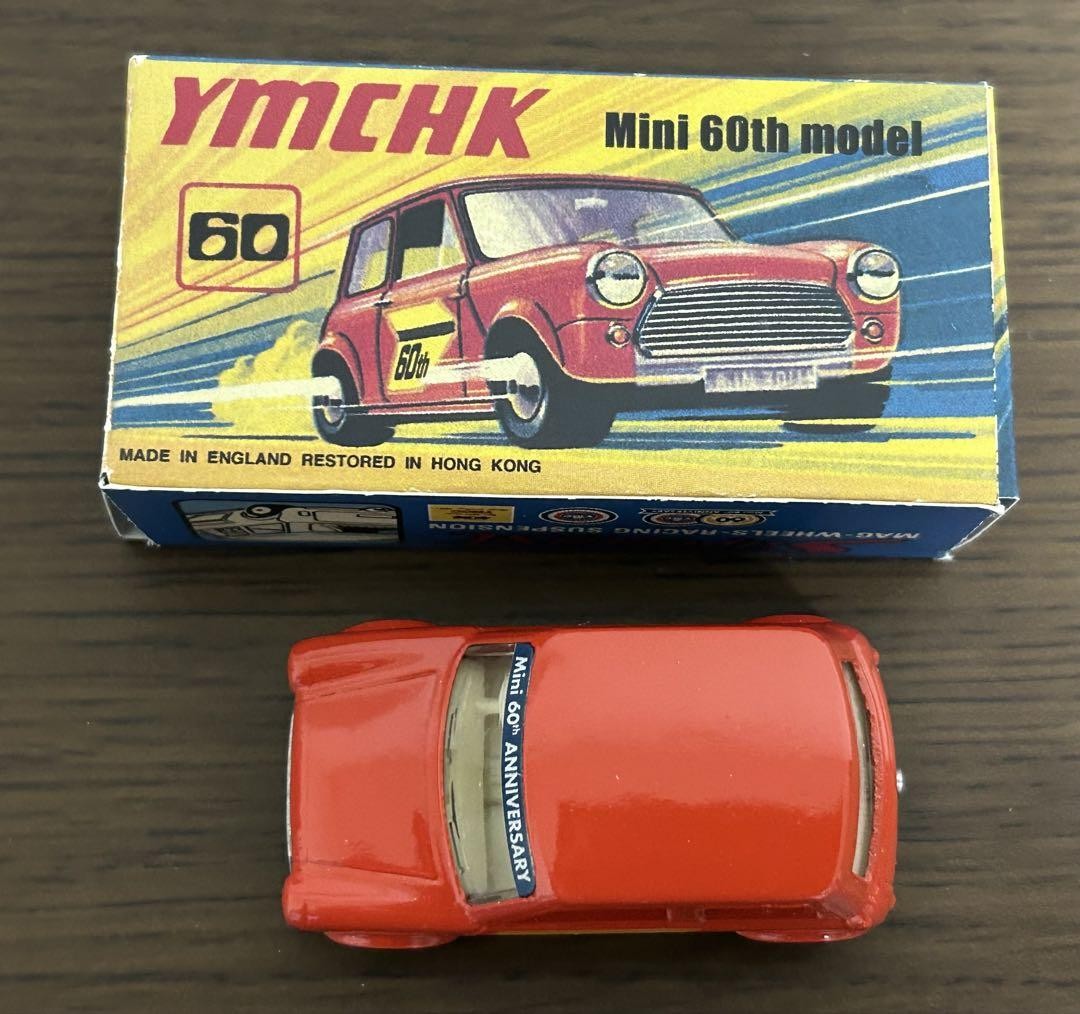 YMCHK
Mini 60th model
60
60th
MADE IN ENGLAND RESTORED IN HONG KONG
MAG-WHEELS-RACING SUSPENSION
Mini 60th ANNIVERSARY